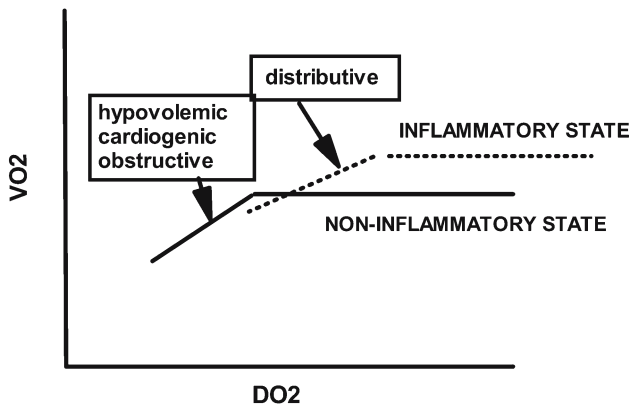 distributive
hypovolemic
cardiogenic
obstructive
INFLAMMATORY STATE
VO2
NON-INFLAMMATORY STATE
DO2